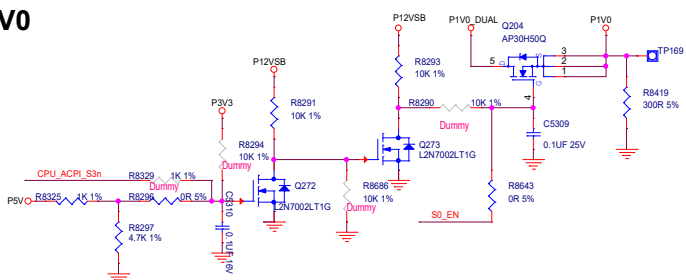 V0
P12VSB
P1V0_DUAL
Q204
AP30H50Q
P1V0
P12VSB
R8293
10K 1%
5
D
S
G
3
2
1
4
TP169
P3V3
R8291
10K 1%
R8290
10K 1%
Dummy
R8419
300R 5%
R8294
10K 1%
Dummy
Q273
L2N7002LT1G
C5309
0.1UF 25V
CPU_ACPI_S3n
R8329
1K 1%
Dummy
Q272
L2N7002LT1G
R8686
10K 1%
Dummy
R8643
0R 5%
P5V
R8325
1K 1%
R8296
0R 5%
C5310
0.1UF 16V
S0_EN
R8297
4.7K 1%